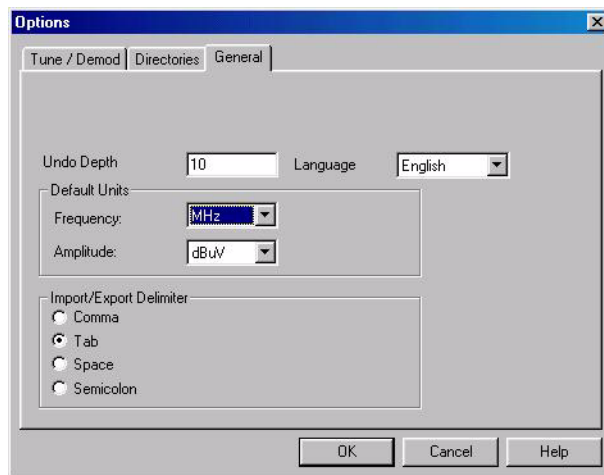 Options
Tune / Demod Directories General
Undo Depth 10 Language English
Default Units
Frequency: MHz
Amplitude: dBuV
Import/Export Delimiter
Comma
Tab
Space
Semicolon
OK Cancel Help